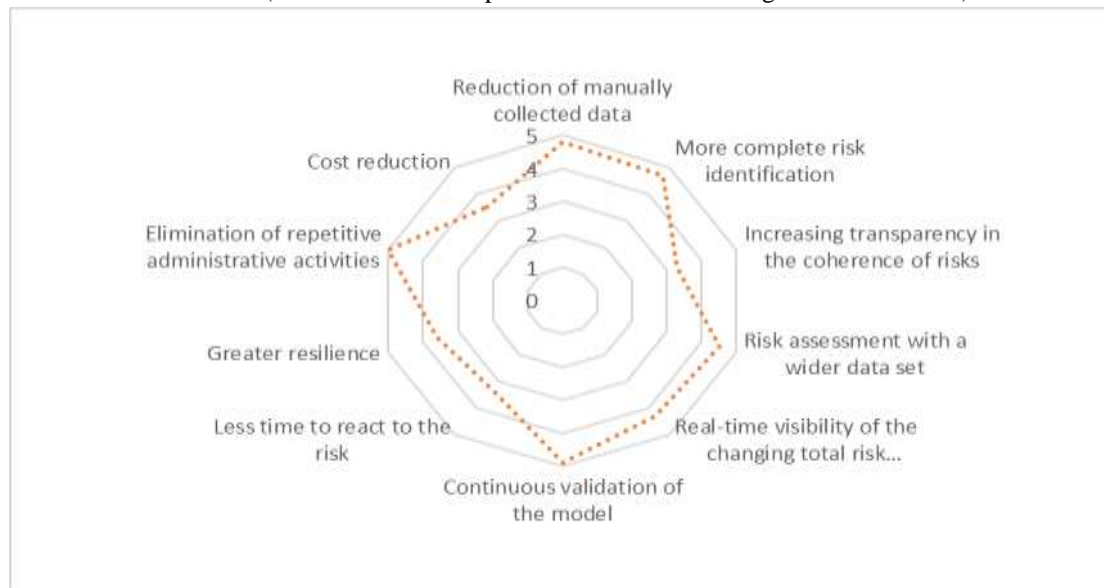 Reduction of manually
collected data
More complete risk
identification
Increasing transparency in
the coherence of risks
Risk assessment with a
wider data set
Real-time visibility of the
changing total risk...
Continuous validation of
the model
Less time to react to the
risk
Greater resilience
Elimination of repetitive
administrative activities
Cost reduction
5
4
3
2
1
0